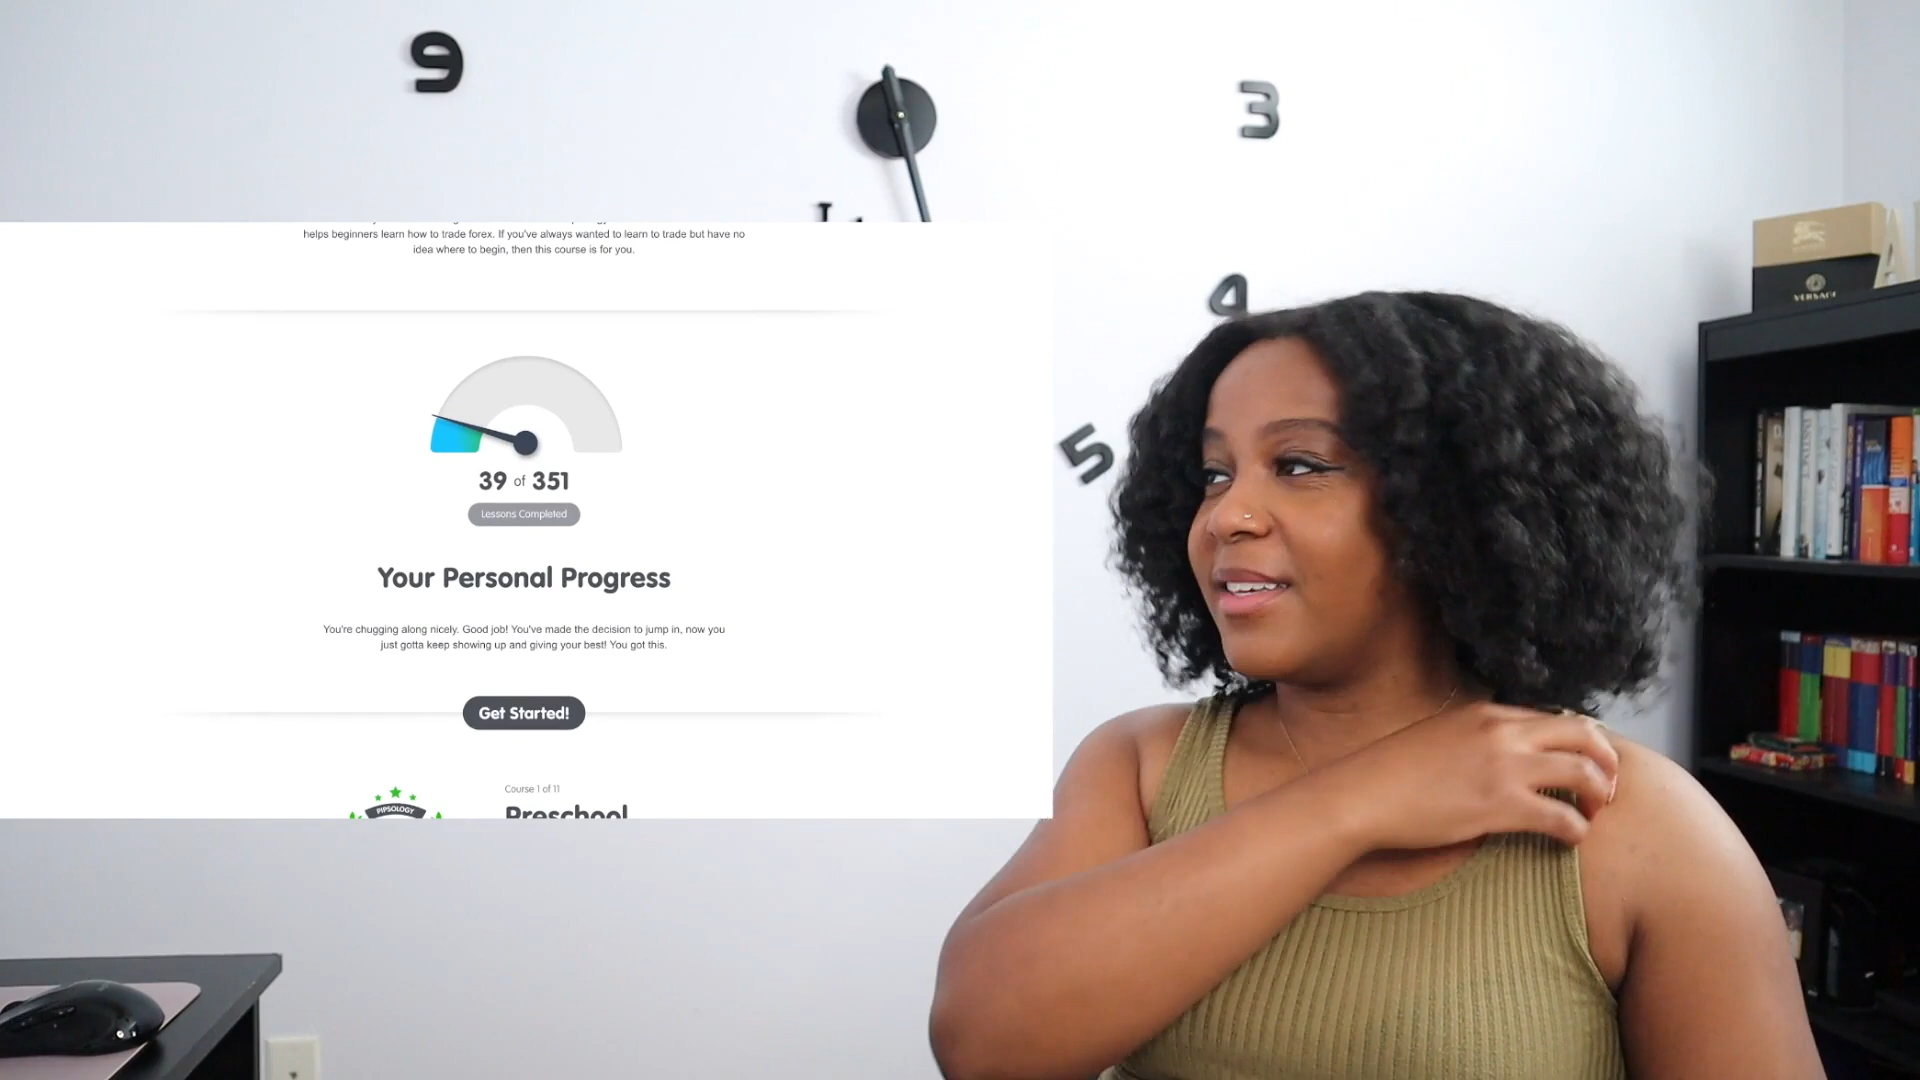 9
3
4
5
helps beginners learn how to trade forex. If you've always wanted to learn to trade but have no
idea where to begin, then this course is for you.
39 of 351
Lessons Completed
Your Personal Progress
You're chugging along nicely. Good job! You've made the decision to jump in, now you
just gotta keep showing up and giving your best! You got this.
Get Started!
Course 1 of 11
PIPSOLOGY
Preschool
VERSACE
A